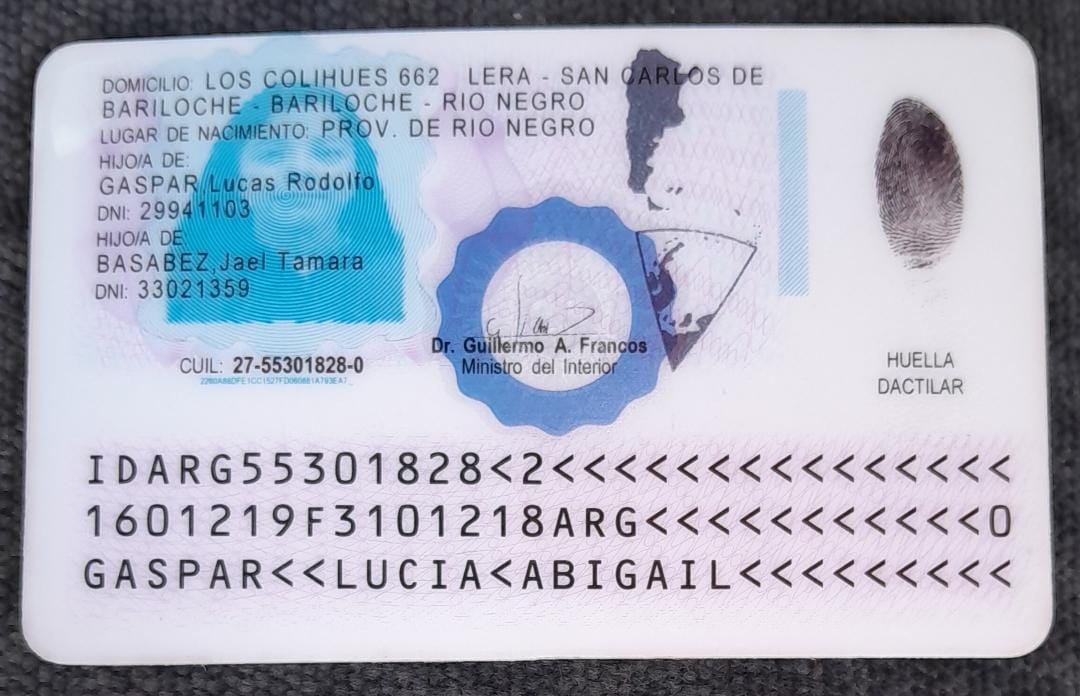 DOMICILIO: LOS COLIHUES 662 LERA - SAN CARLOS DE
BARILOCHE - BARILOCHE - RIO NEGRO
LUGAR DE NACIMIENTO: PROV. DE RIO NEGRO
HIJO/A DE:
GASPAR,Lucas Rodolfo
DNI: 29941103
HIJO/A DE
BASABEZ,Jael Tamara
DNI: 33021359
CUIL: 27-55301828-0
Dr. Guillermo A. Francos
Ministro del Interior
HUELLA
DACTILAR
IDARG55301828<2<<<<<<<<<<<<<<<
1601219F3101218ARG<<<<<<<<<<<0
GASPAR<<LUCIA<ABIGAIL<<<<<<<<<